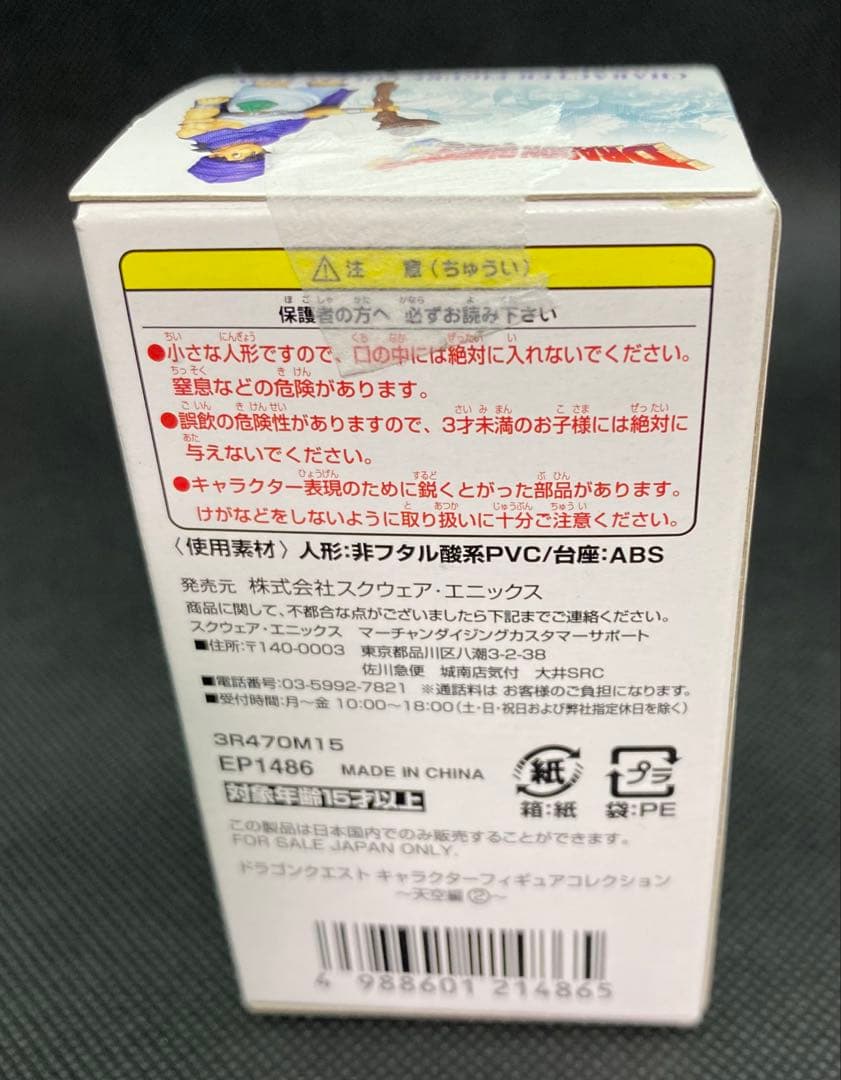 CHARACTER FIGURE
DRAGON QUEST
⚠注 意(ちゅうい)
保護者の方へ 必ずお読み下さい
●小さな人形ですので、口の中には絶対に入れないでください。
窒息などの危険があります。
●誤飲の危険性がありますので、3才未満のお子様には絶対に
与えないでください。
●キャラクター表現のために鋭くとがった部品があります。
けがなどをしないように取り扱いに十分ご注意ください。
〈使用素材〉人形:非フタル酸系PVC/台座:ABS
発売元 株式会社スクウェア・エニックス
商品に関して、不都合な点がございましたら下記までご連絡ください。
スクウェア・エニックス マーチャンダイジングカスタマーサポート
■住所:〒140-0003 東京都品川区八潮3-2-38
佐川急便 城南店気付 大井SRC
■電話番号:03-5992-7821 ※通話料は お客様のご負担になります。
■受付時間:月〜金 10:00〜18:00(土・日・祝日および弊社指定休日を除く)
3R470M15
EP1486 MADE IN CHINA
対象年齢15才以上
紙 プラ
箱:紙 袋:PE
この製品は日本国内でのみ販売することができます。
FOR SALE JAPAN ONLY.
ドラゴンクエスト キャラクターフィギュアコレクション
〜天空編②〜
4 988601 214865